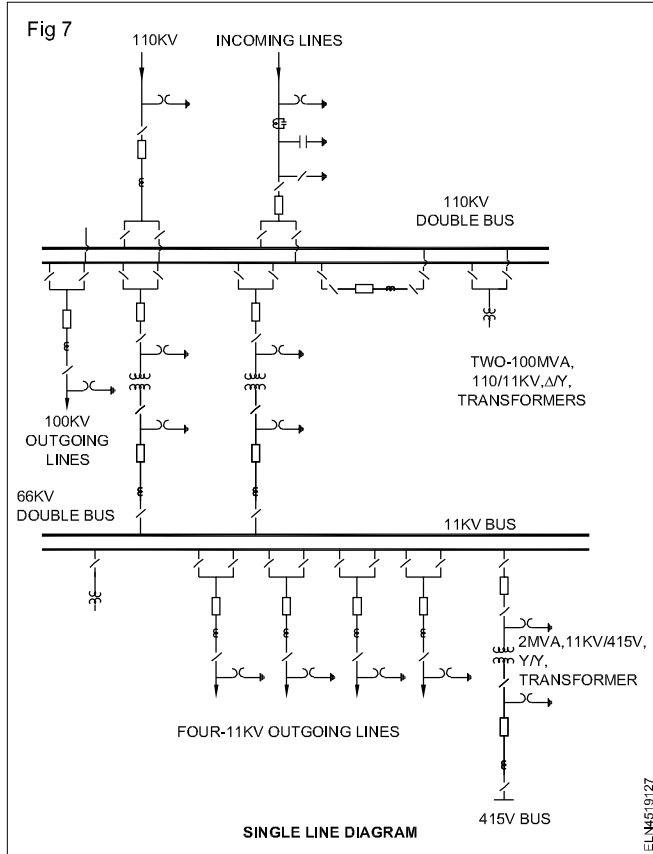 Fig 7
110KV
INCOMING LINES
110KV
DOUBLE BUS
TWO-100MVA,
110/11KV,Δ/Y,
TRANSFORMERS
100KV
OUTGOING
LINES
66KV
DOUBLE BUS
11KV BUS
2MVA,11KV/415V,
Y/Y,
TRANSFORMER
FOUR-11KV OUTGOING LINES
415V BUS
SINGLE LINE DIAGRAM
ELN4519127